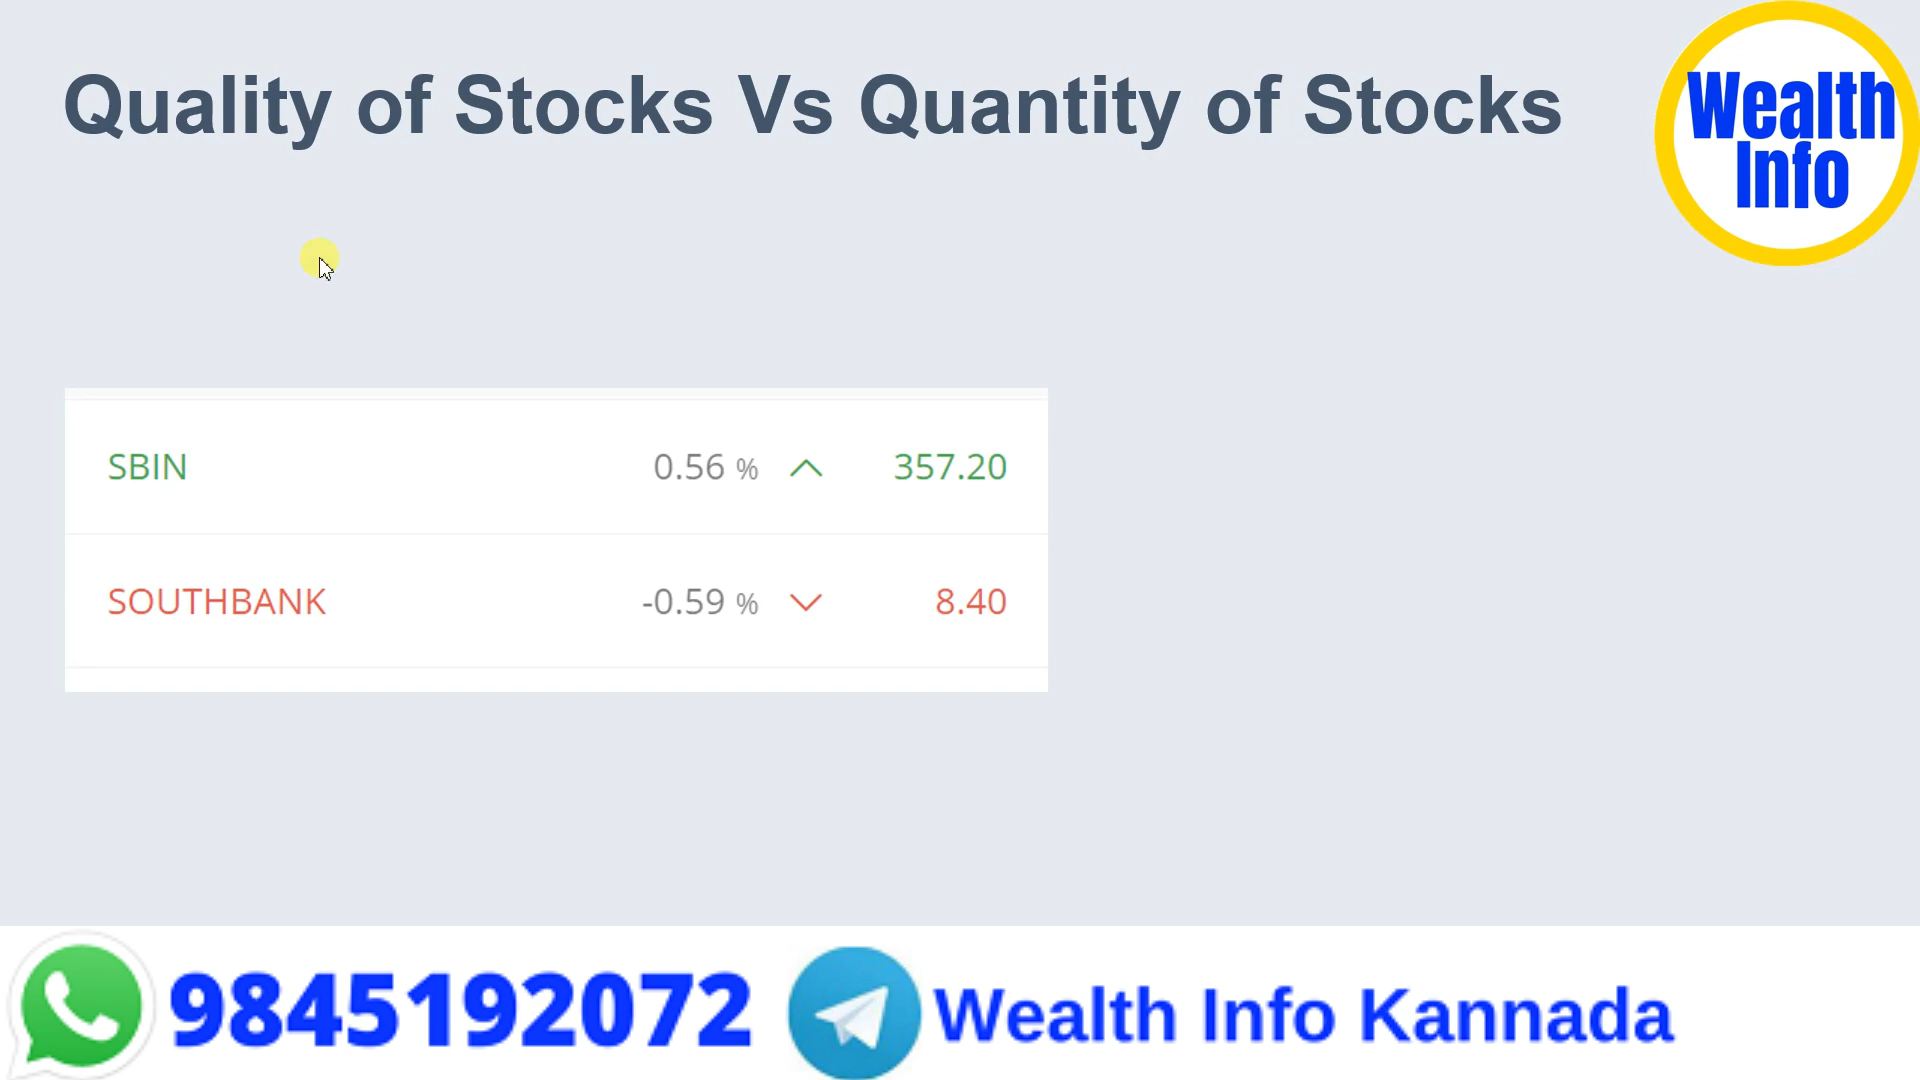 Quality of Stocks Vs Quantity of Stocks
Wealth
Info
SBIN 0.56 % 357.20
SOUTHBANK -0.59 % 8.40
9845192072 Wealth Info Kannada